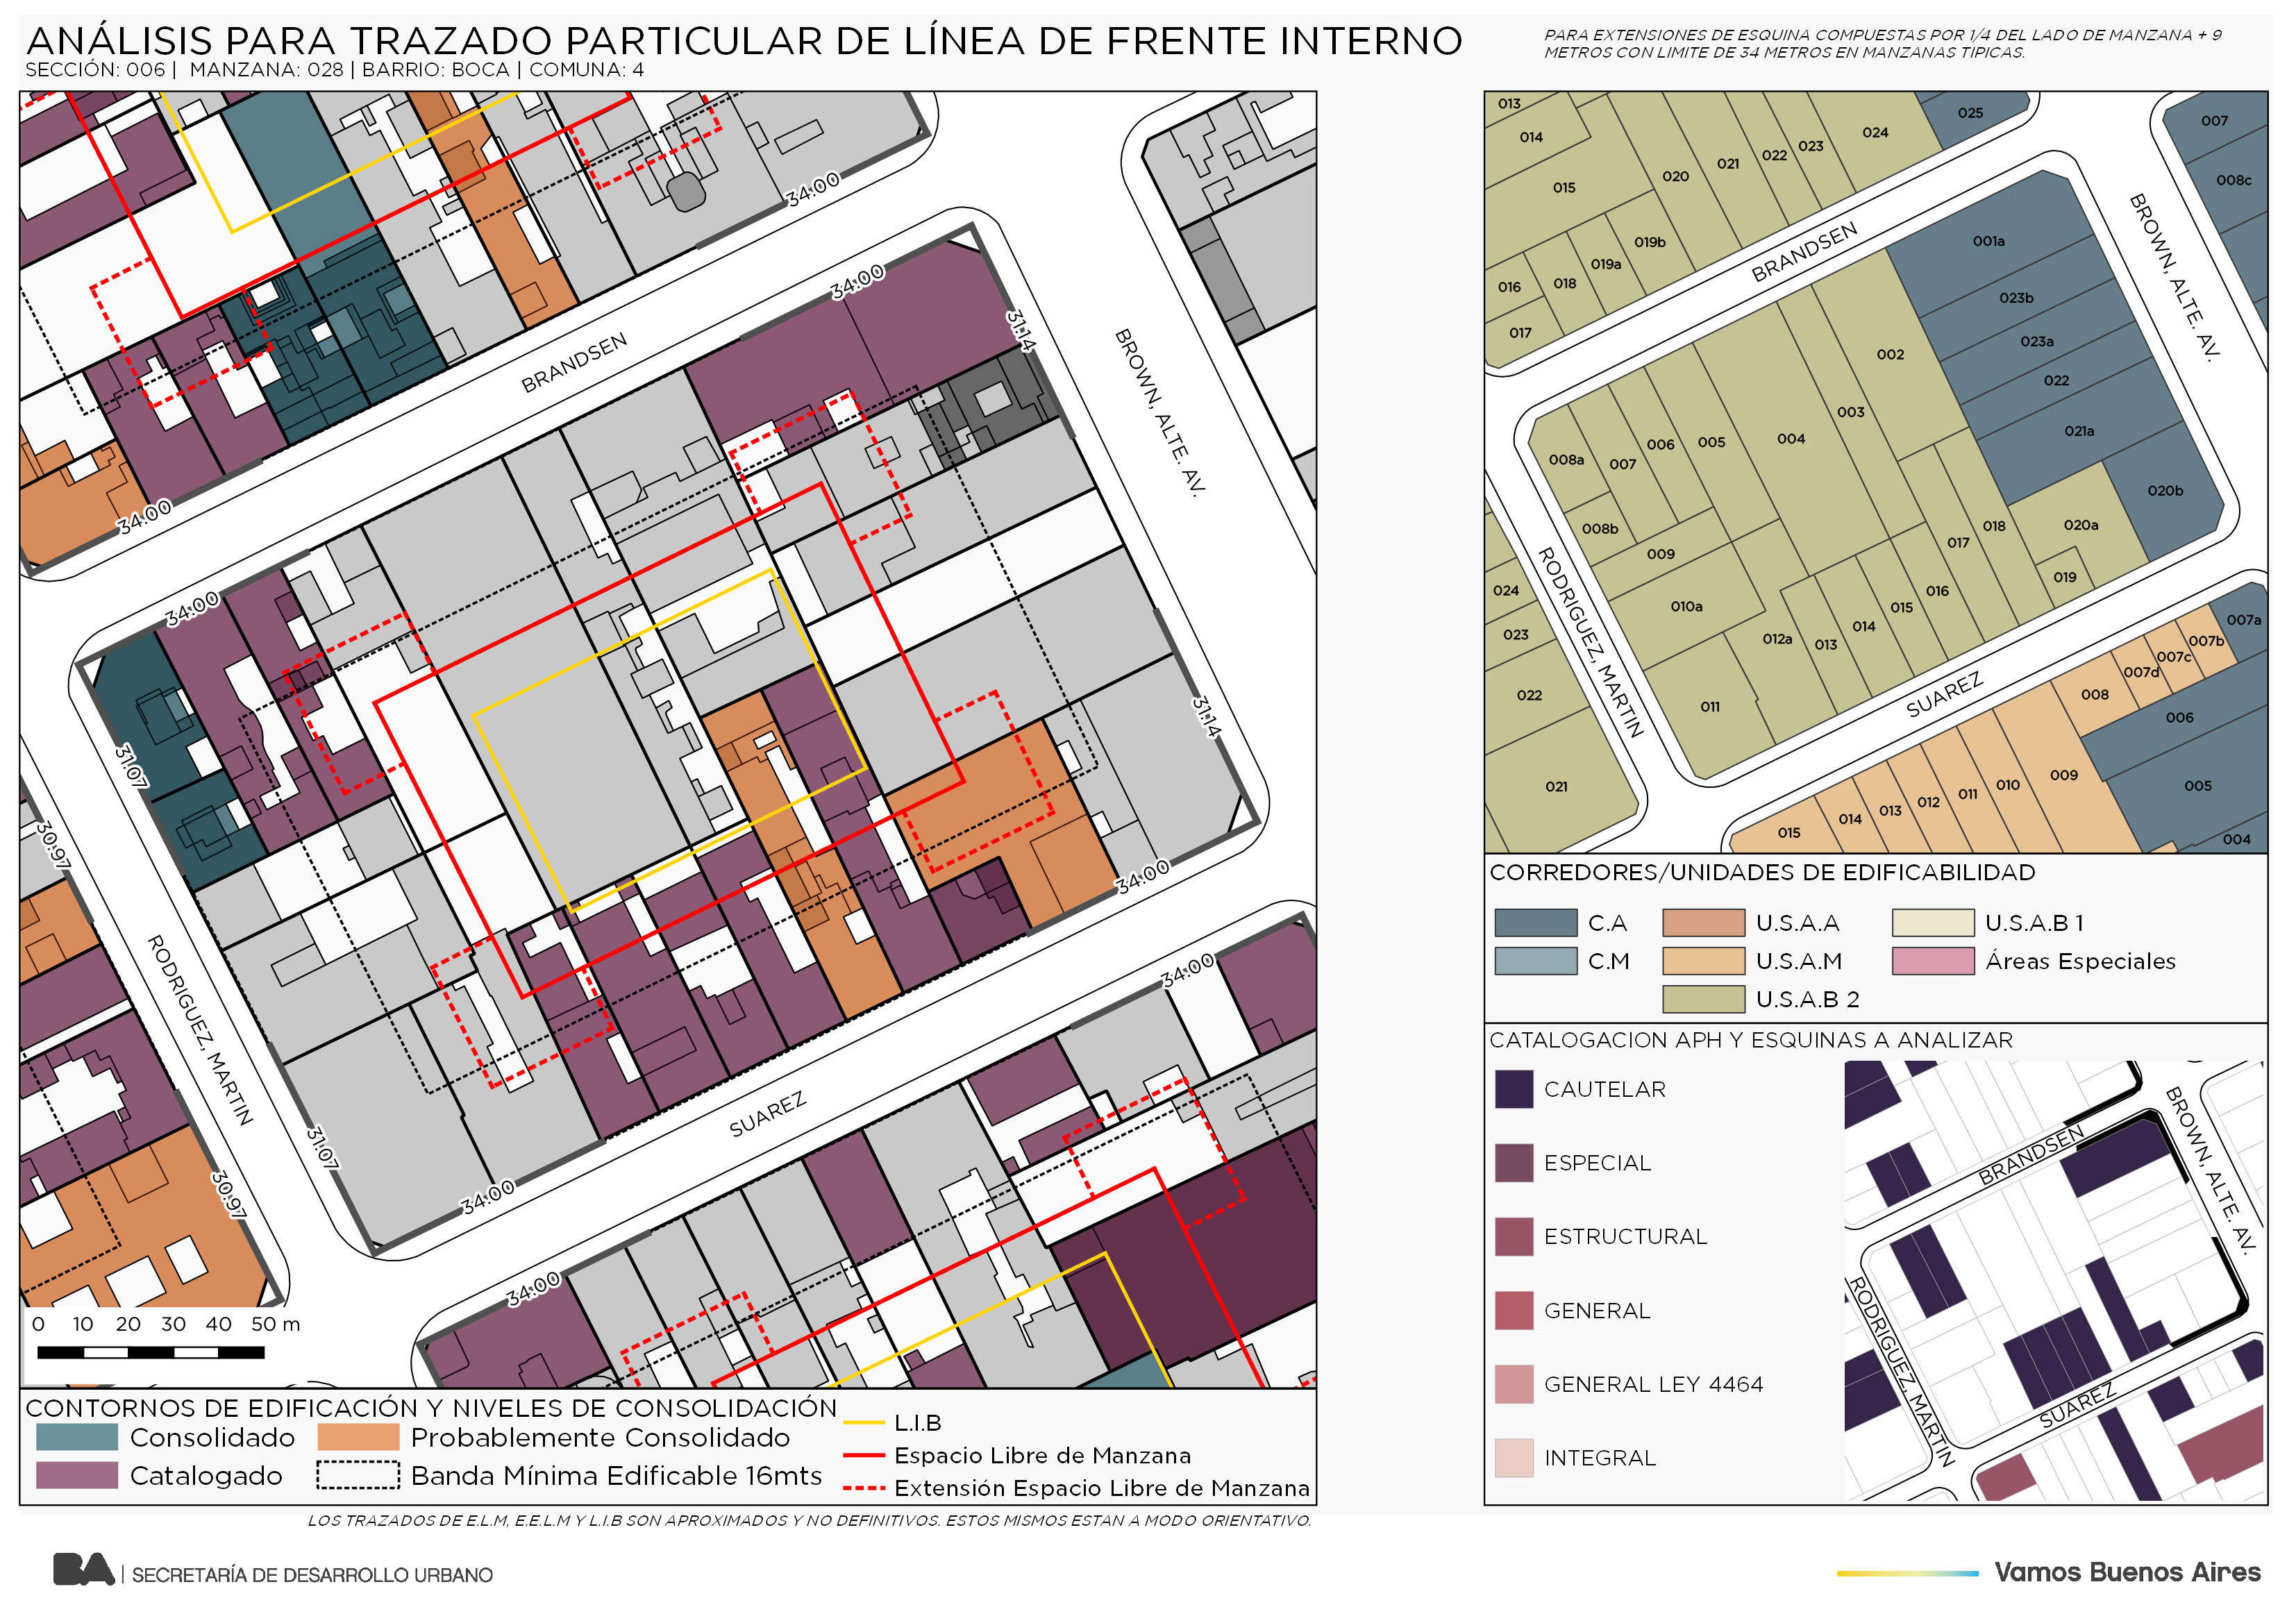 ANÁLISIS PARA TRAZADO PARTICULAR DE LÍNEA DE FRENTE INTERNO
SECCIÓN: 006 | MANZANA: 028 | BARRIO: BOCA | COMUNA: 4
PARA EXTENSIONES DE ESQUINA COMPUESTAS POR 1/4 DEL LADO DE MANZANA + 9
METROS CON LIMITE DE 34 METROS EN MANZANAS TIPICAS.
34.00
34.00
34.00
34.00
31.14
31.14
31.07
31.07
30.97
30.97
34.00
34.00
34.00
34.00
BRANDSEN
BROWN, ALTE. AV.
RODRIGUEZ, MARTIN
SUAREZ
0 10 20 30 40 50 m
CONTORNOS DE EDIFICACIÓN Y NIVELES DE CONSOLIDACIÓN
Consolidado
Probablemente Consolidado
Catalogado
Banda Mínima Edificable 16mts
L.I.B
Espacio Libre de Manzana
Extensión Espacio Libre de Manzana
LOS TRAZADOS DE E.L.M, E.E.L.M Y L.I.B SON APROXIMADOS Y NO DEFINITIVOS. ESTOS MISMOS ESTAN A MODO ORIENTATIVO.
013
014
015
016
017
018
019a
019b
020
021
022
023
024
025
007
008c
BRANDSEN
BROWN, ALTE. AV.
RODRIGUEZ, MARTIN
SUAREZ
001a
023b
023a
022
021a
020b
020a
019
018
017
016
015
014
013
012a
011
010a
009
008b
008a
007
006
005
004
003
002
024
023
022
021
007a
007b
007c
007d
008
006
005
004
009
010
011
012
013
014
015
CORREDORES/UNIDADES DE EDIFICABILIDAD
C.A
U.S.A.A
U.S.A.B 1
C.M
U.S.A.M
Áreas Especiales
U.S.A.B 2
CATALOGACION APH Y ESQUINAS A ANALIZAR
CAUTELAR
ESPECIAL
ESTRUCTURAL
GENERAL
GENERAL LEY 4464
INTEGRAL
BRANDSEN
BROWN, ALTE. AV.
RODRIGUEZ, MARTIN
SUAREZ
BA | SECRETARÍA DE DESARROLLO URBANO
Vamos Buenos Aires